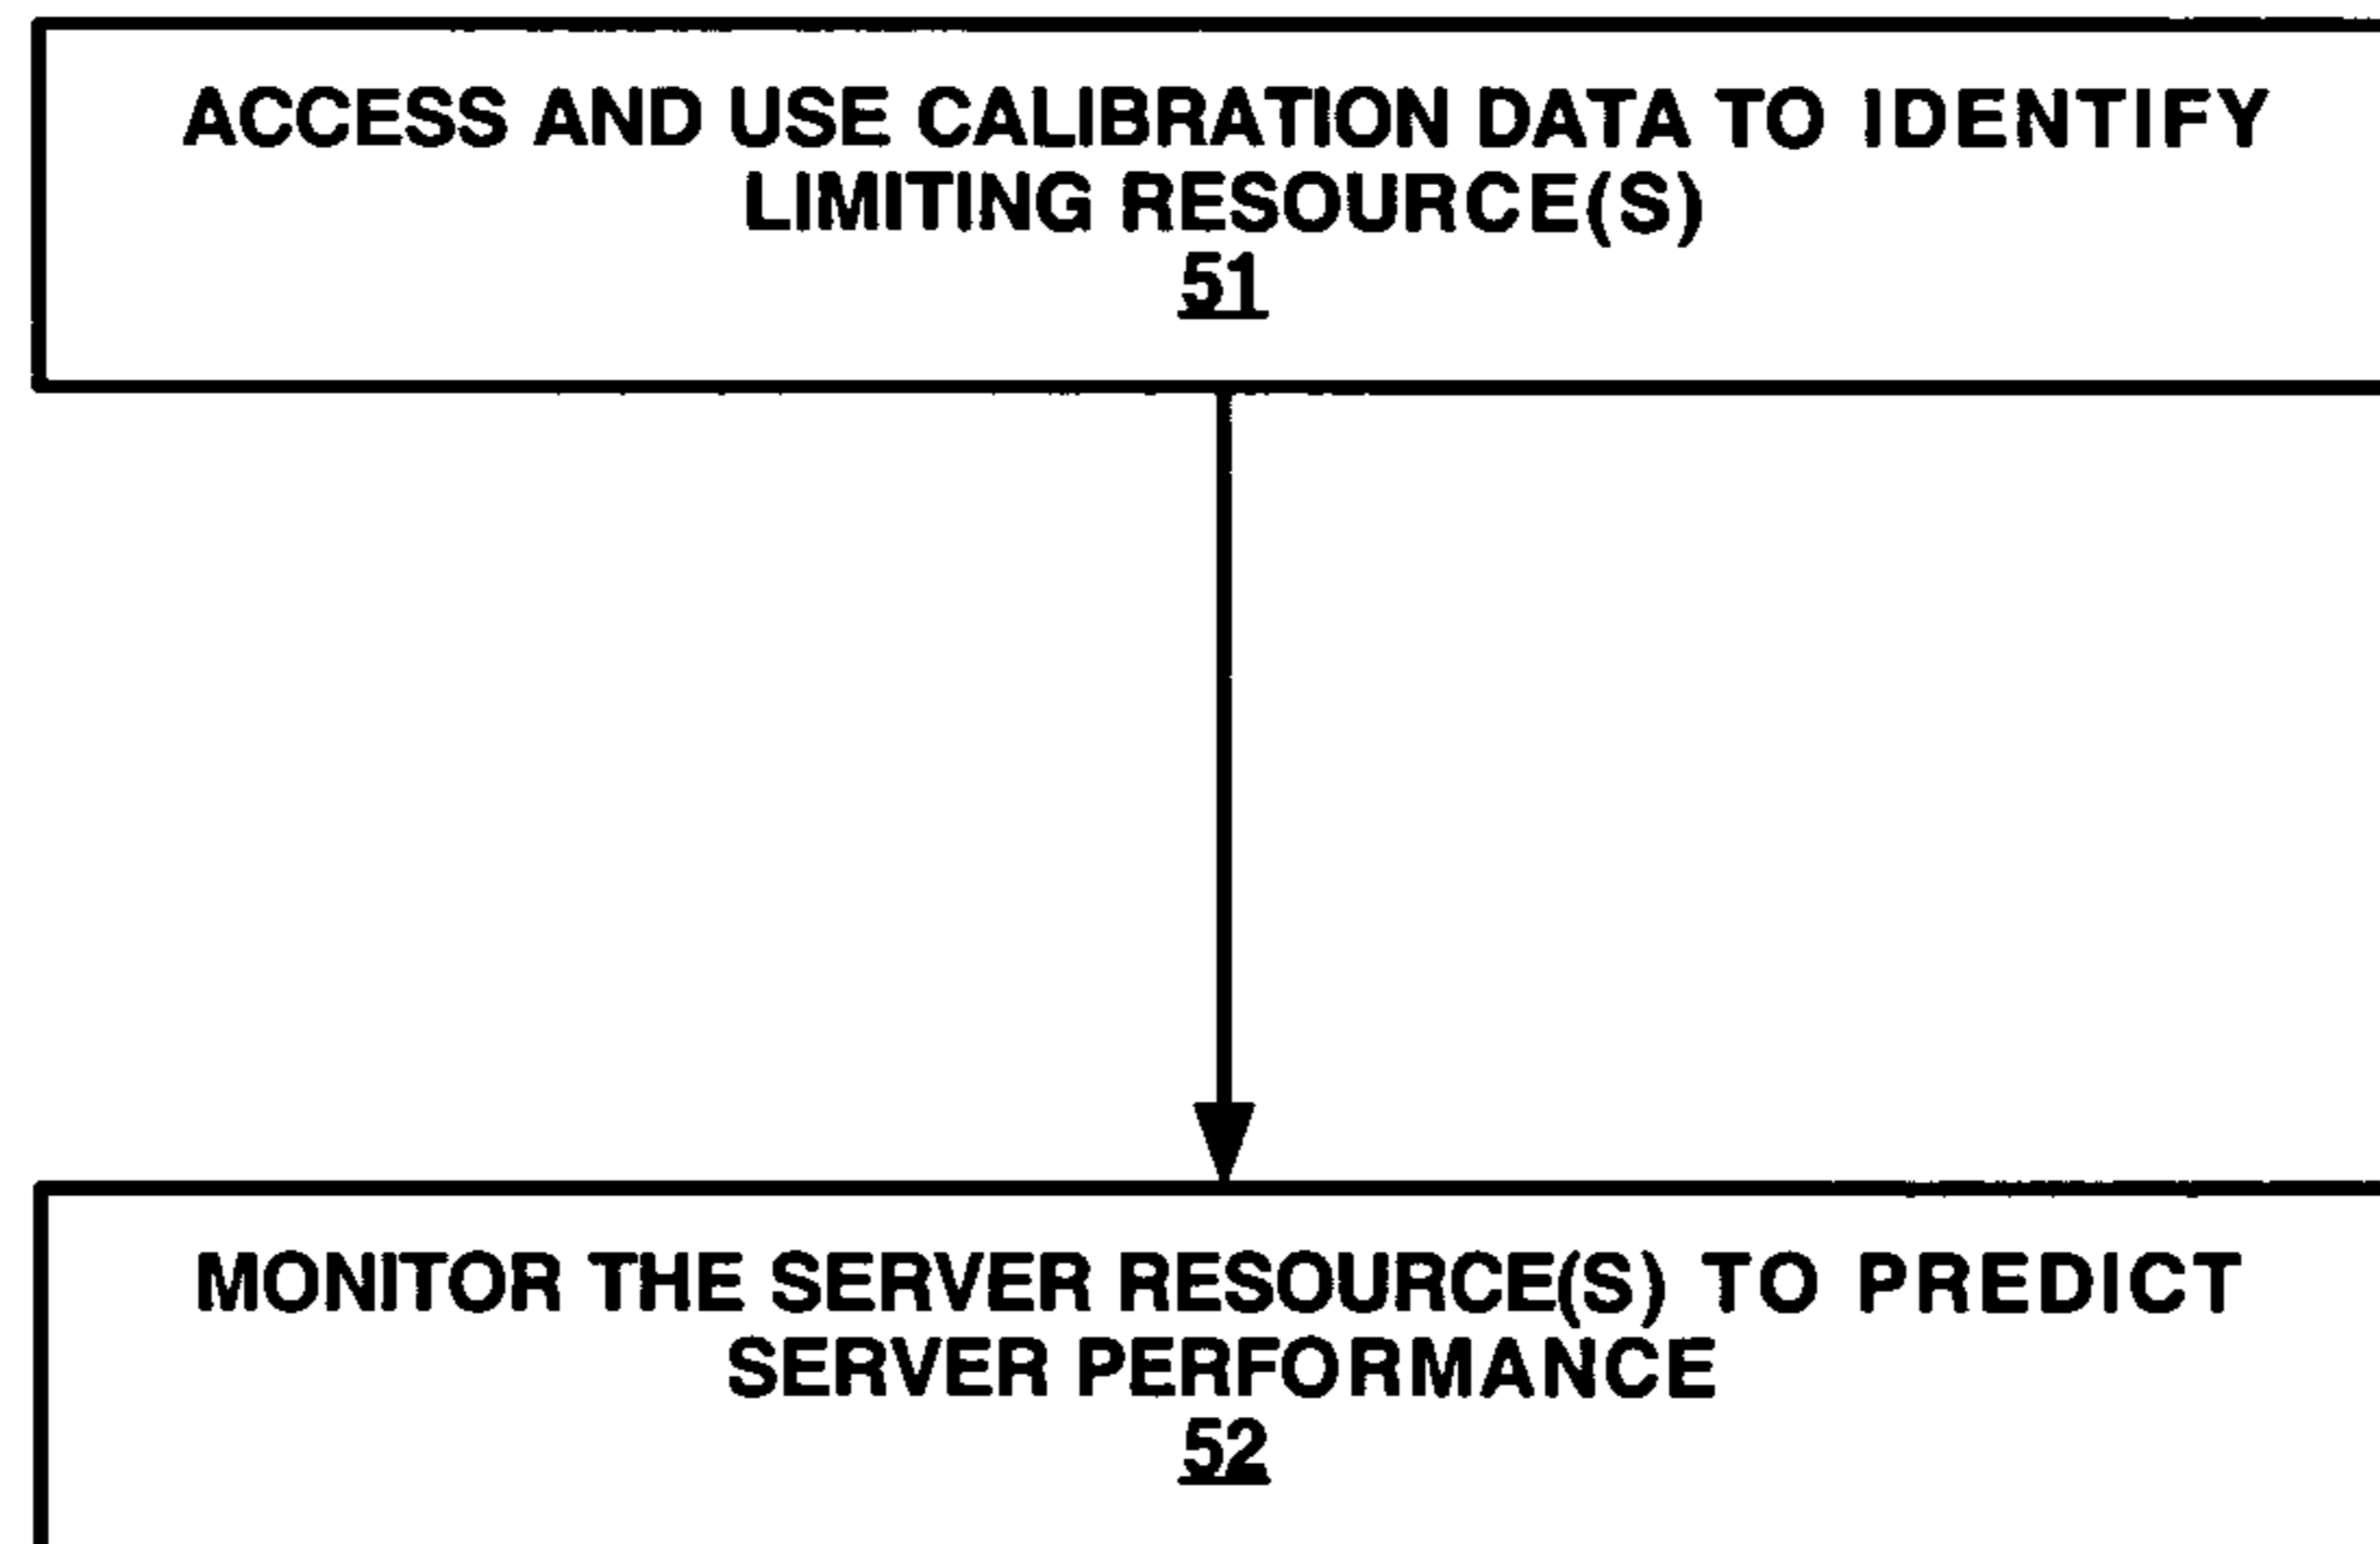 ACCESS AND USE CALIBRATION DATA TO IDENTIFY
LIMITING RESOURCE(S)
51
MONITOR THE SERVER RESOURCE(S) TO PREDICT
SERVER PERFORMANCE
52